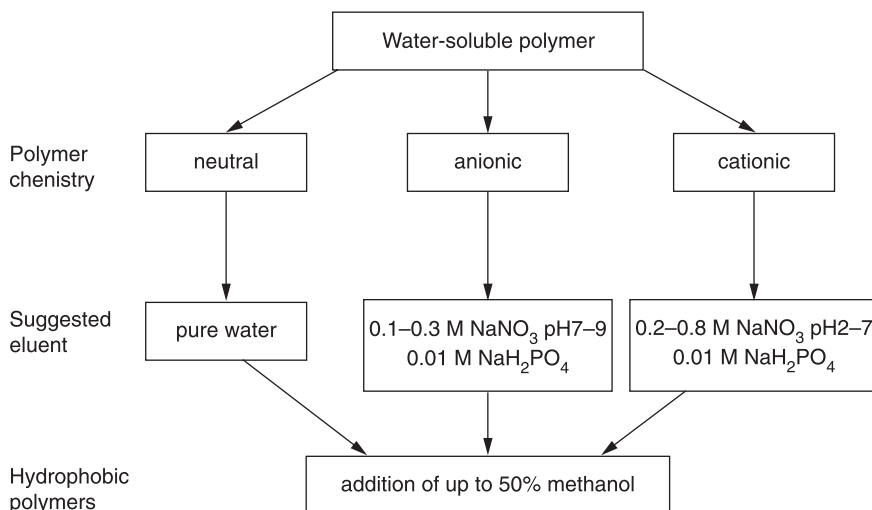 Water-soluble polymer
Polymer
chenistry
neutral
anionic
cationic
Suggested
eluent
pure water
0.1–0.3 M NaNO₃ pH7–9
0.01 M NaH₂PO₄
0.2–0.8 M NaNO₃ pH2–7
0.01 M NaH₂PO₄
Hydrophobic
polymers
addition of up to 50% methanol